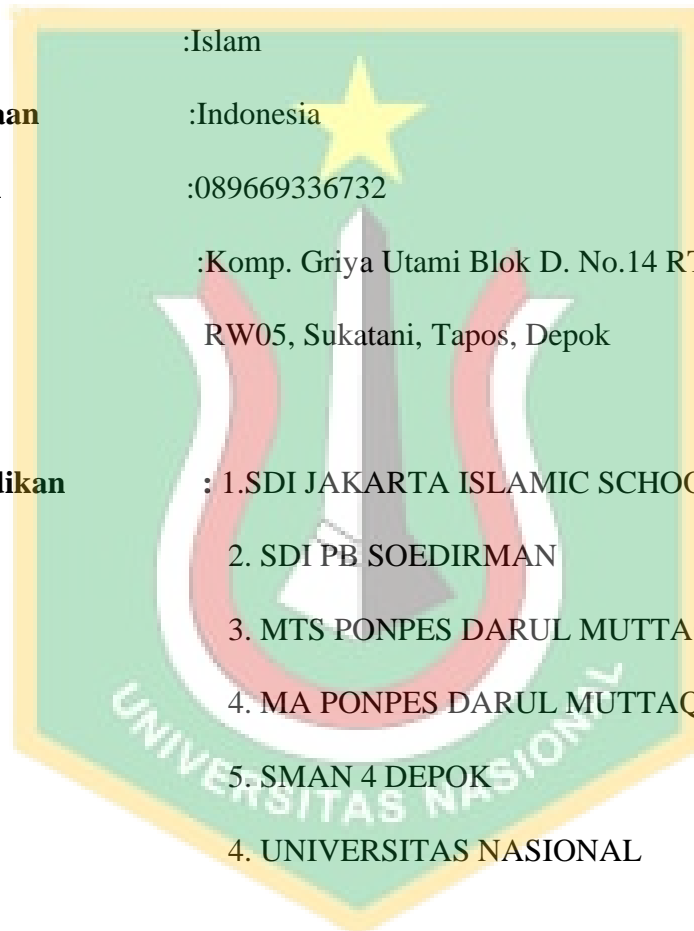 :Islam
aan :Indonesia
:089669336732
:Komp. Griya Utami Blok D. No.14 RT
RW05, Sukatani, Tapos, Depok
likan : 1.SDI JAKARTA ISLAMIC SCHOO
2. SDI PB SOEDIRMAN
3. MTS PONPES DARUL MUTTA
4. MA PONPES DARUL MUTTAQ
5. SMAN 4 DEPOK
4. UNIVERSITAS NASIONAL
UNIVERSITAS NASIONAL